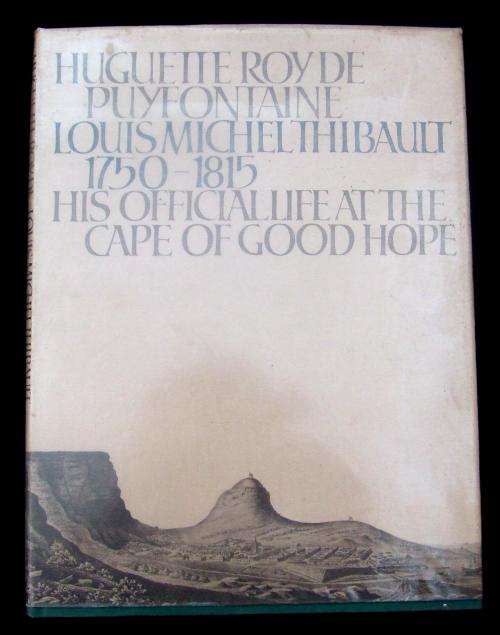 HUGUETTE ROY DE
PUYFONTAINE
LOUIS MICHEL THIBAULT
1750-1815
HIS OFFICIAL LIFE AT THE
CAPE OF GOOD HOPE